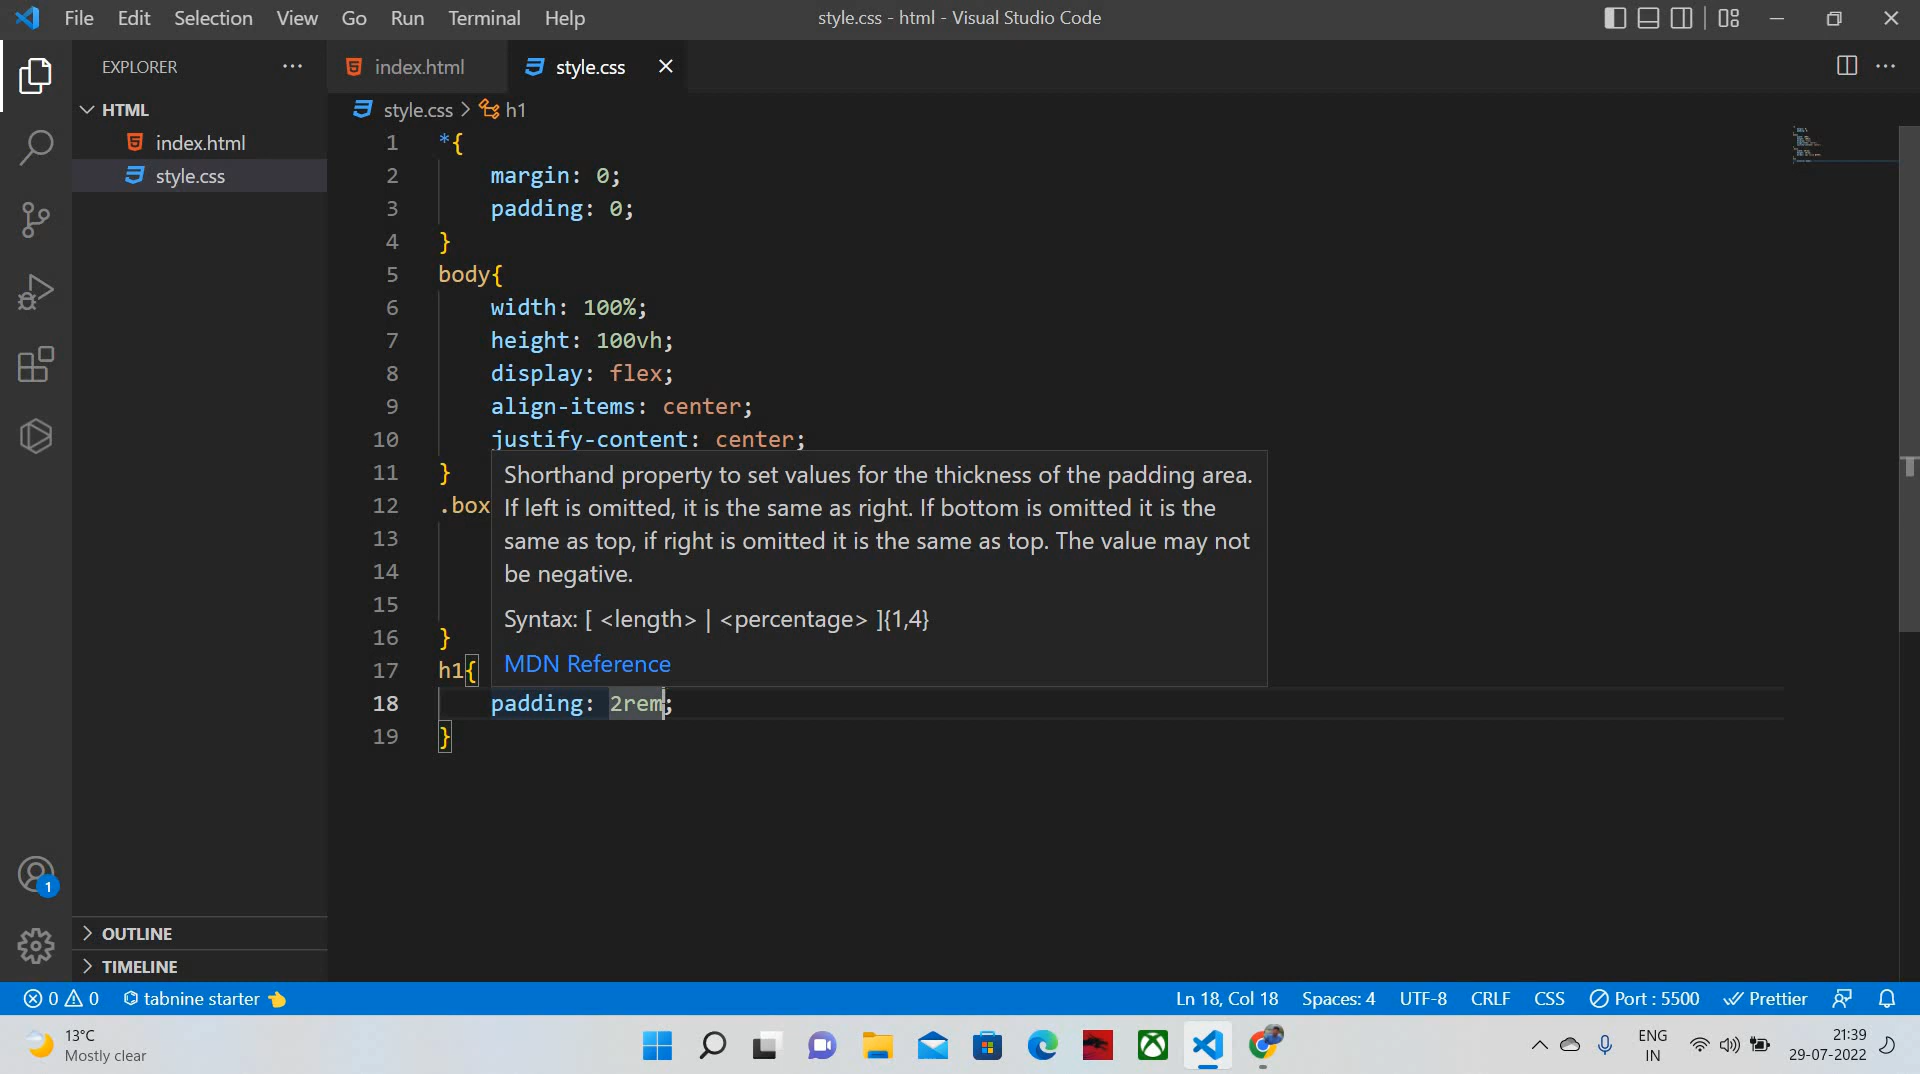 File Edit Selection View Go Run Terminal Help
style.css - html - Visual Studio Code
EXPLORER
HTML
index.html
style.css
OUTLINE
TIMELINE
1
index.html
style.css
style.css > h1
1 *{
2 margin: 0;
3 padding: 0;
4 }
5 body{
6 width: 100%;
7 height: 100vh;
8 display: flex;
9 align-items: center;
10 justify-content: center;
11 }
12 .box
13
14
15
16 }
17 h1{
18 padding: 2rem;
19 }
Shorthand property to set values for the thickness of the padding area.
If left is omitted, it is the same as right. If bottom is omitted it is the
same as top, if right is omitted it is the same as top. The value may not
be negative.
Syntax: [ <length> | <percentage> ]{1,4}
MDN Reference
0 0 tabnine starter
Ln 18, Col 18 Spaces: 4 UTF-8 CRLF CSS Port : 5500 Prettier
13°C
Mostly clear
ENG
IN
21:39
29-07-2022